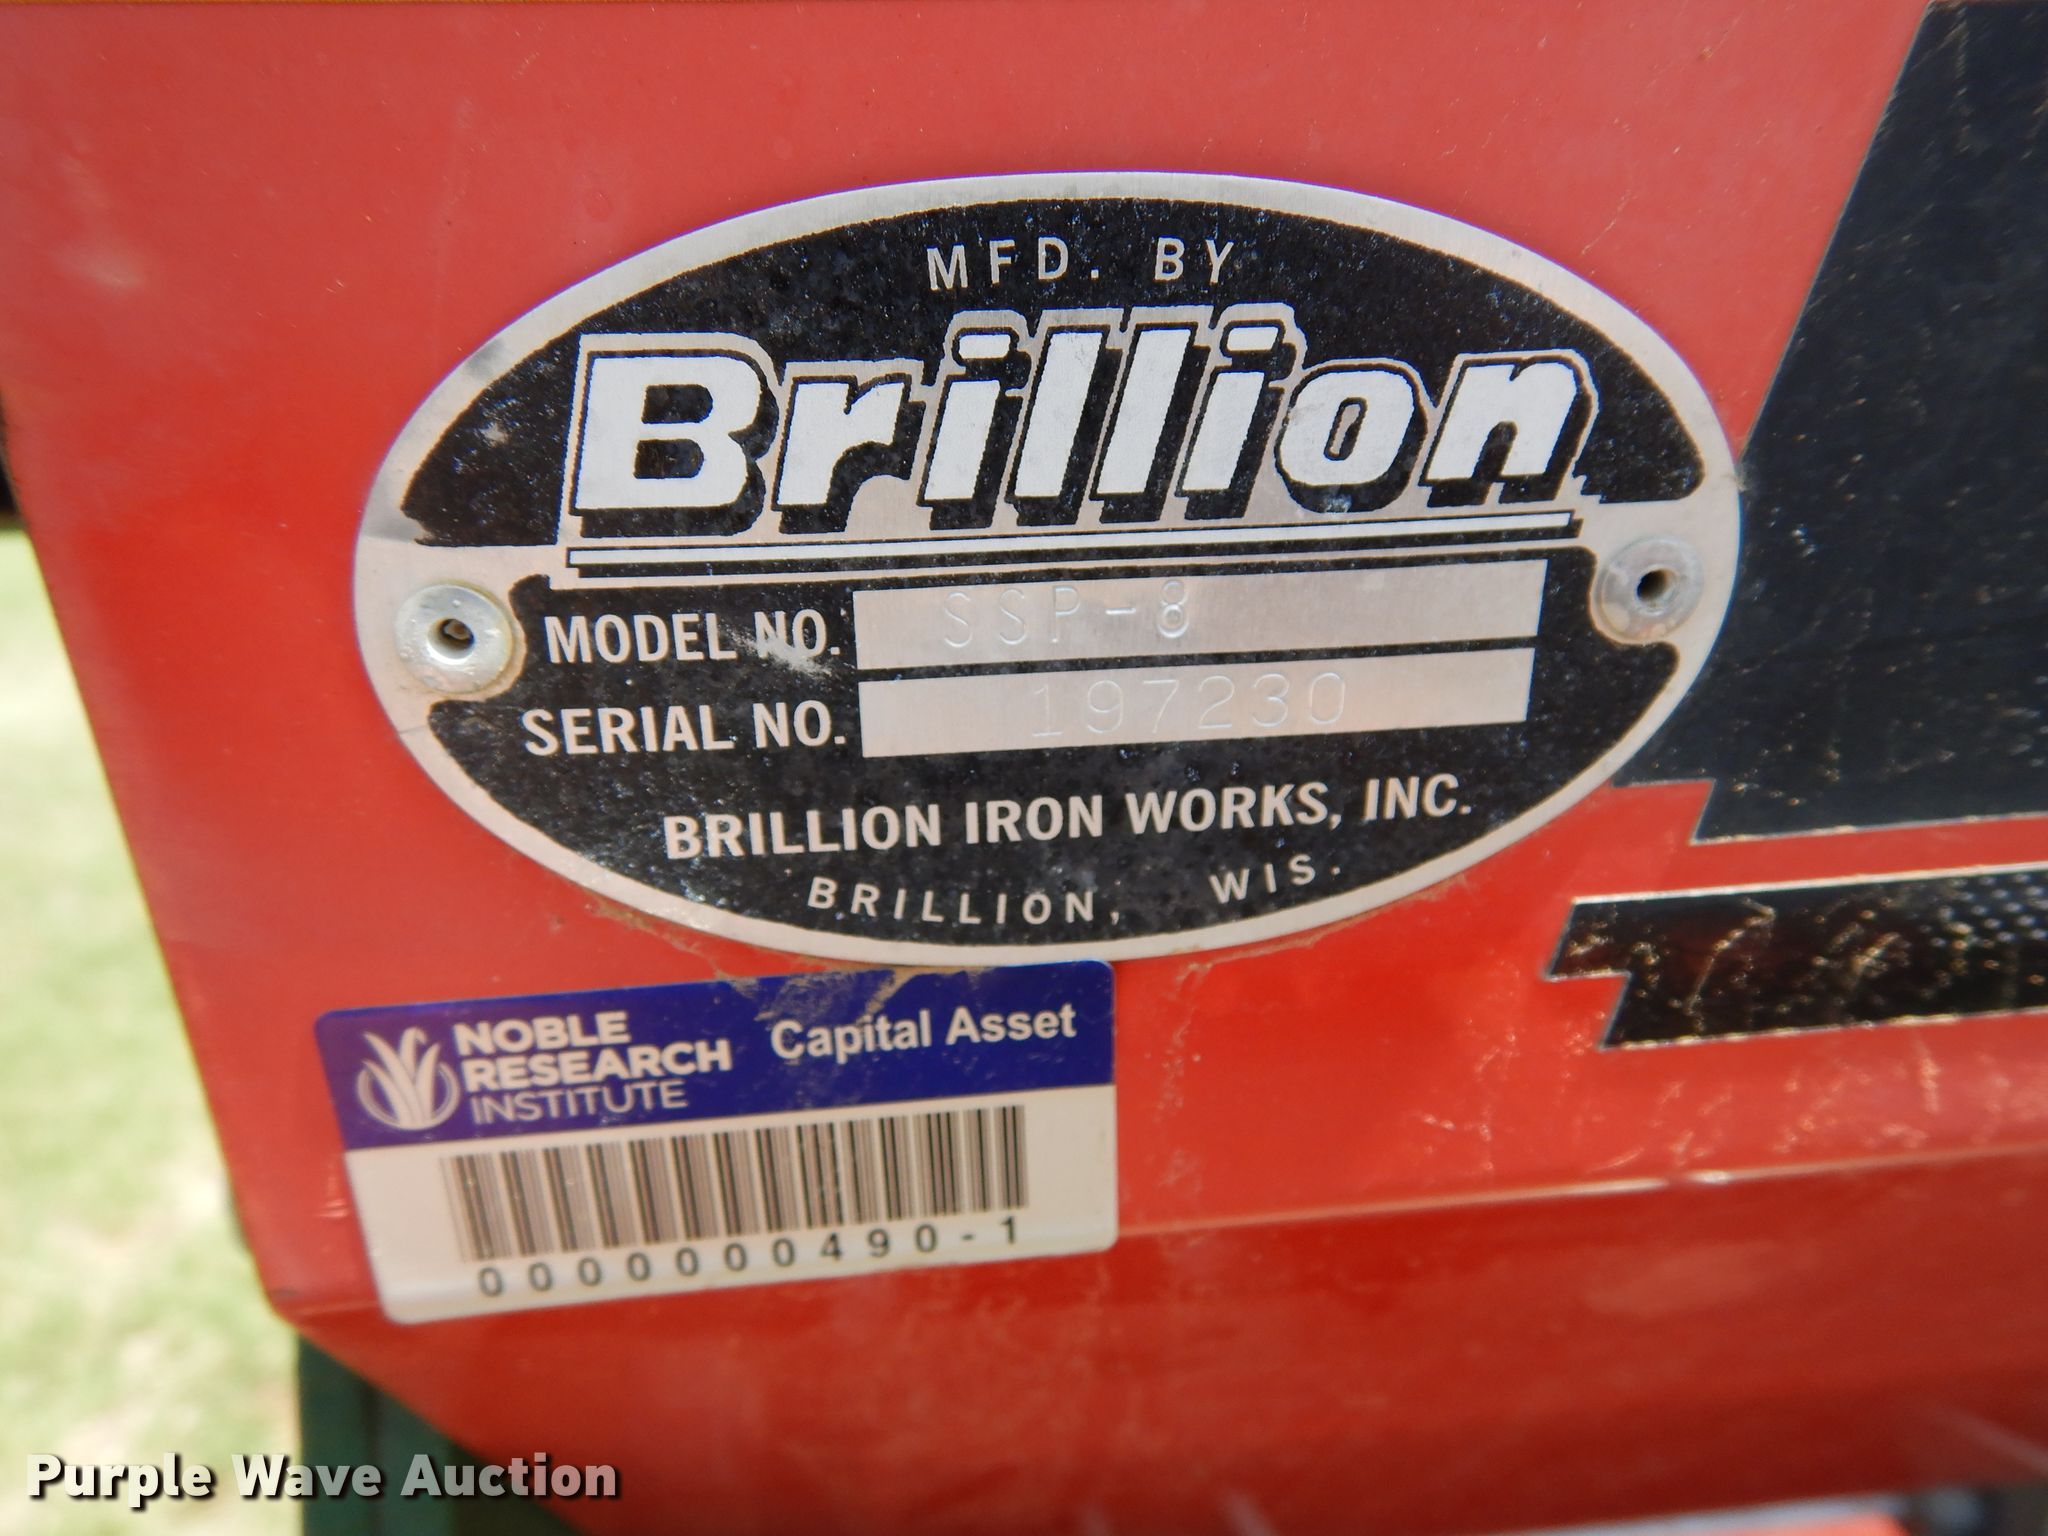 MFD. BY
Brillion
MODEL NO. SSP-8
SERIAL NO. 197230
BRILLION IRON WORKS, INC.
BRILLION, WIS.
NOBLE
RESEARCH
INSTITUTE
Capital Asset
0000000490-1
Purple Wave Auction